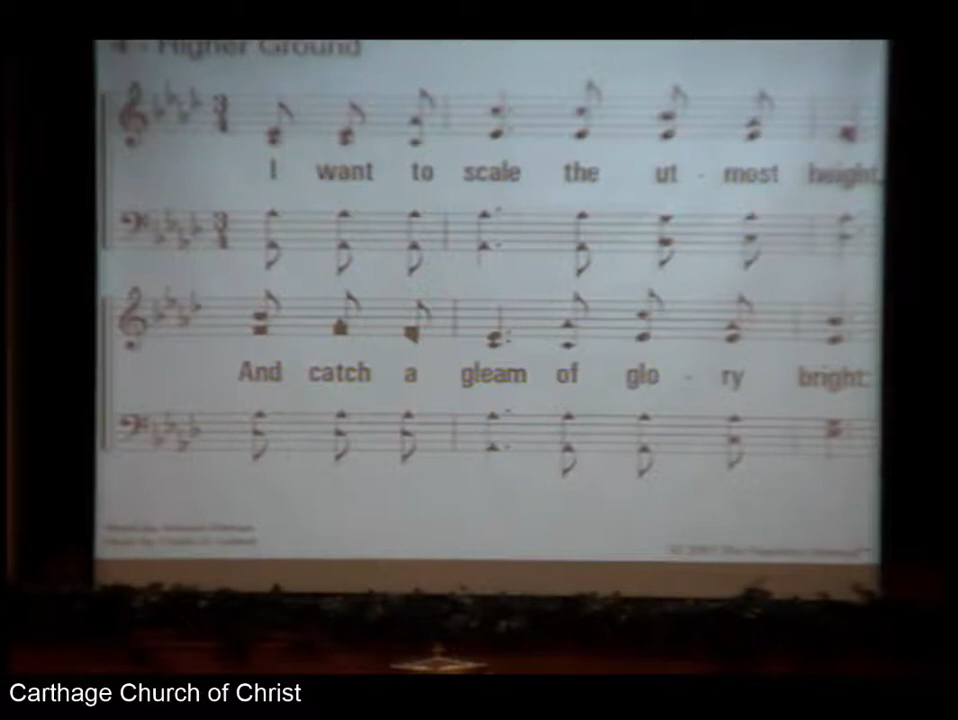 4 - Higher Ground
I want to scale the ut - most height,
And catch a gleam of glo - ry bright;
Carthage Church of Christ